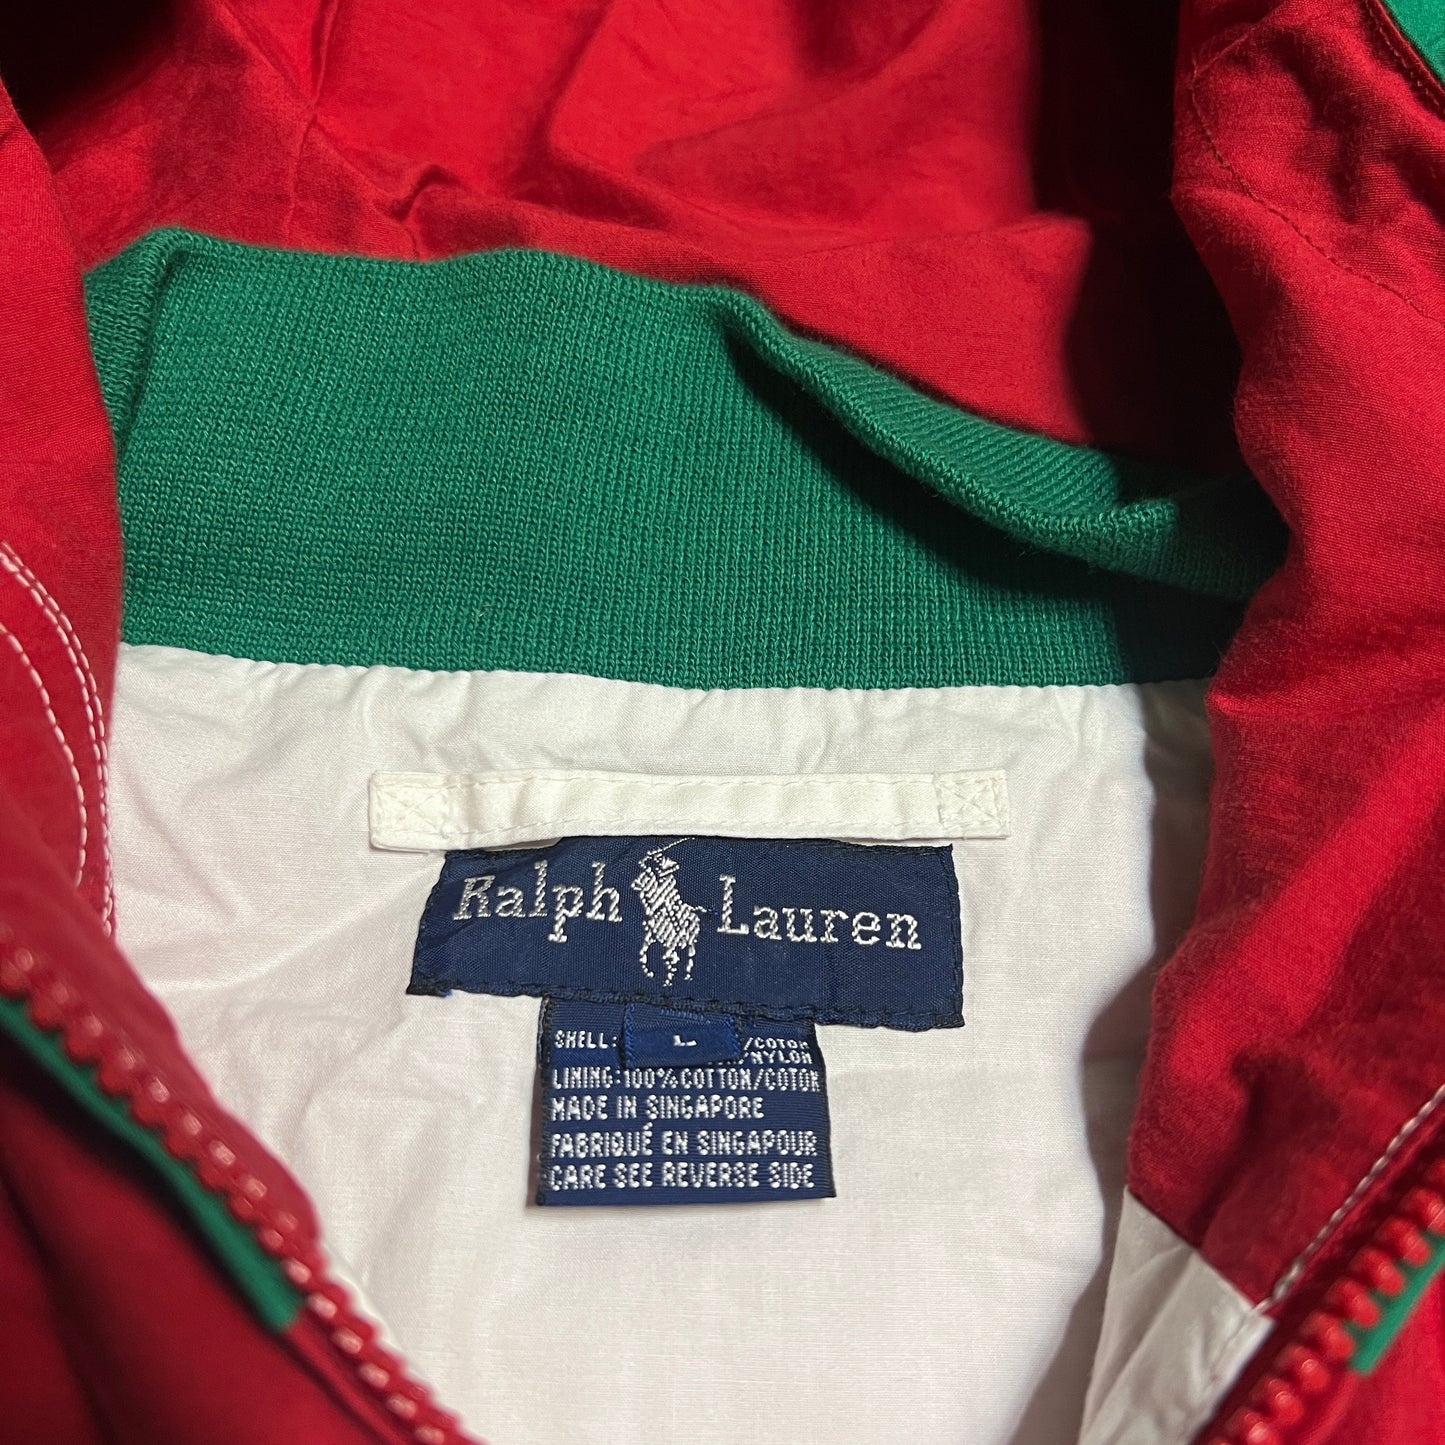 Ralph Lauren
L
SHELL: /COTON
/NYLON
LINING:100%COTTON/COTON
MADE IN SINGAPORE
FABRIQUÉ EN SINGAPOUR
CARE SEE REVERSE SIDE